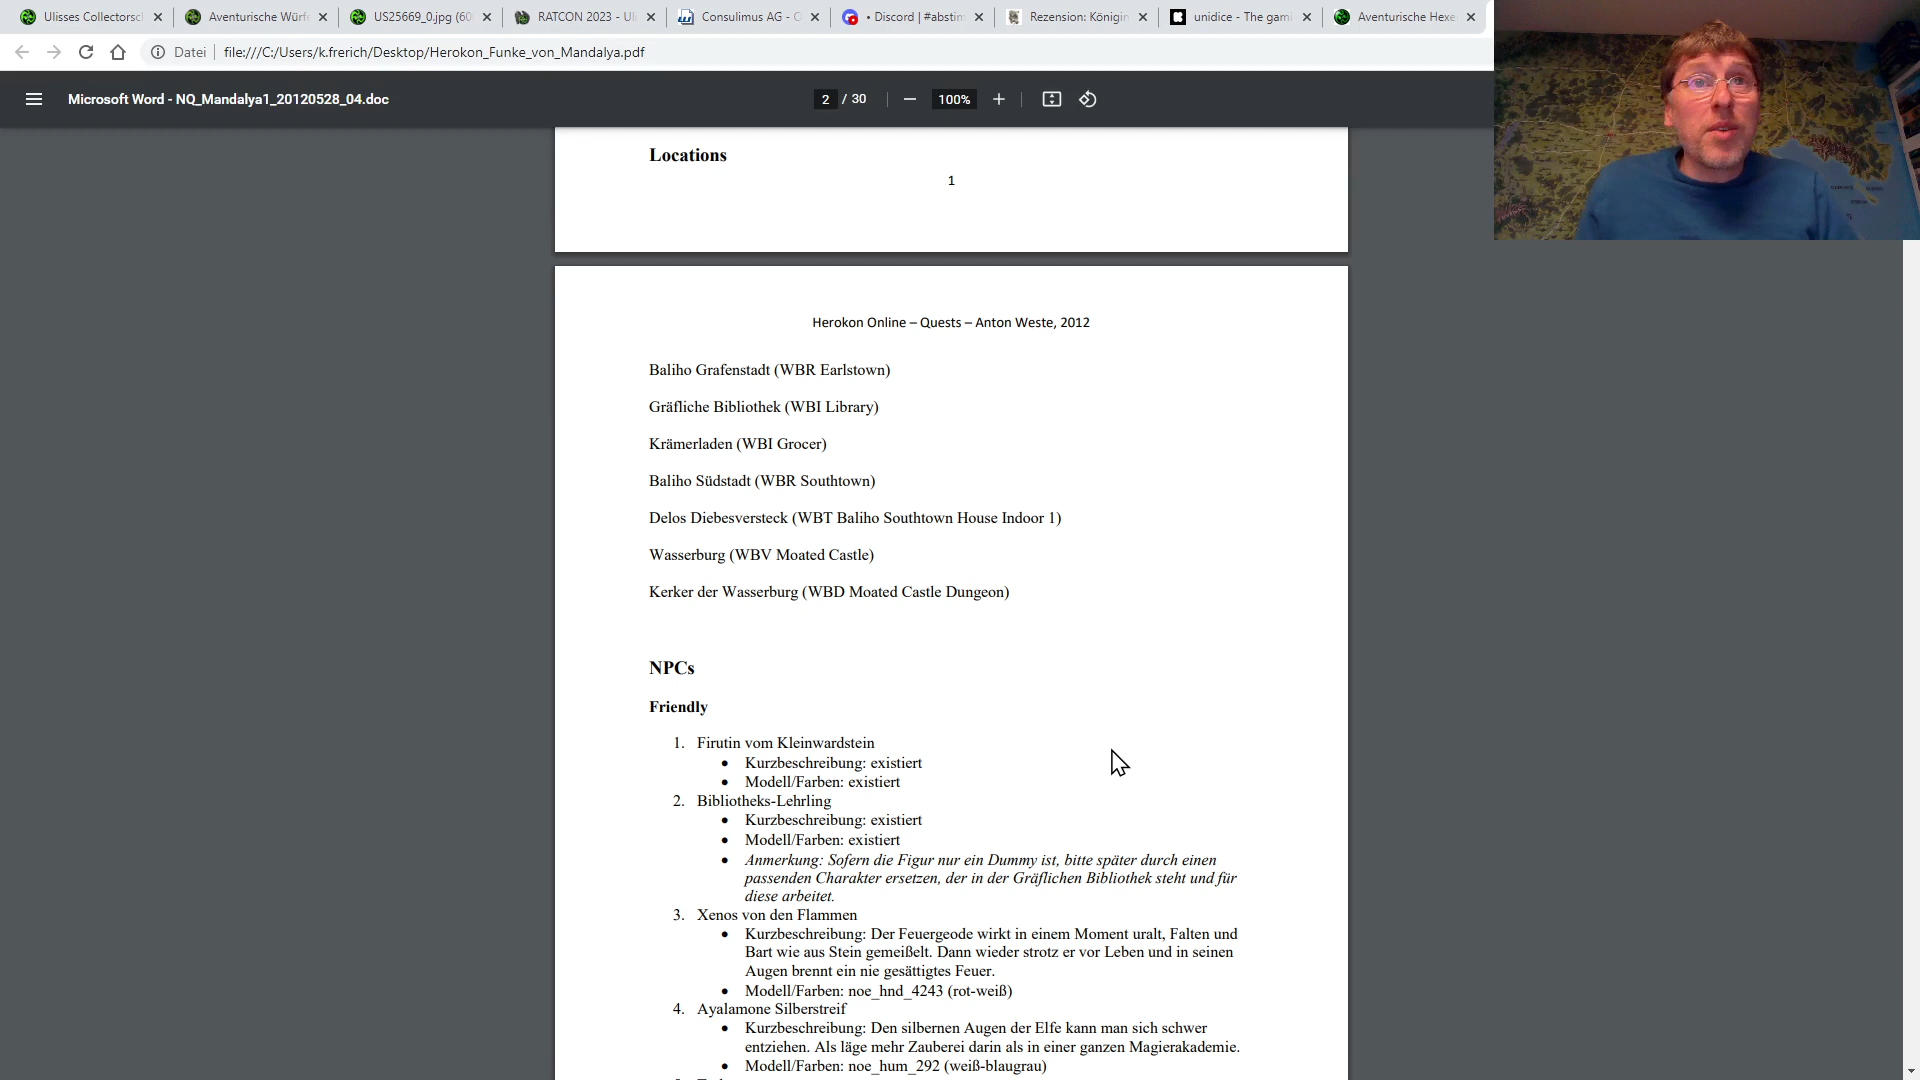 Ulisses Collectorsc
Aventurische Würf
US25669_0.jpg (60
RATCON 2023 - Uli
Consulimus AG - C
• Discord | #abstim
Rezension: Königin
unidice - The gami
Aventurische Hexe
Datei
file:///C:/Users/k.frerich/Desktop/Herokon_Funke_von_Mandalya.pdf
Microsoft Word - NQ_Mandalya1_20120528_04.doc
2 / 30
100%
Locations
1
Herokon Online – Quests – Anton Weste, 2012
Baliho Grafenstadt (WBR Earlstown)
Gräfliche Bibliothek (WBI Library)
Krämerladen (WBI Grocer)
Baliho Südstadt (WBR Southtown)
Delos Diebesversteck (WBT Baliho Southtown House Indoor 1)
Wasserburg (WBV Moated Castle)
Kerker der Wasserburg (WBD Moated Castle Dungeon)
NPCs
Friendly
1. Firutin vom Kleinwardstein
• Kurzbeschreibung: existiert
• Modell/Farben: existiert
2. Bibliotheks-Lehrling
• Kurzbeschreibung: existiert
• Modell/Farben: existiert
• Anmerkung: Sofern die Figur nur ein Dummy ist, bitte später durch einen
passenden Charakter ersetzen, der in der Gräflichen Bibliothek steht und für
diese arbeitet.
3. Xenos von den Flammen
• Kurzbeschreibung: Der Feuergeode wirkt in einem Moment uralt, Falten und
Bart wie aus Stein gemeißelt. Dann wieder strotz er vor Leben und in seinen
Augen brennt ein nie gesättigtes Feuer.
• Modell/Farben: noe_hnd_4243 (rot-weiß)
4. Ayalamone Silberstreif
• Kurzbeschreibung: Den silbernen Augen der Elfe kann man sich schwer
entziehen. Als läge mehr Zauberei darin als in einer ganzen Magierakademie.
• Modell/Farben: noe_hum_292 (weiß-blaugrau)